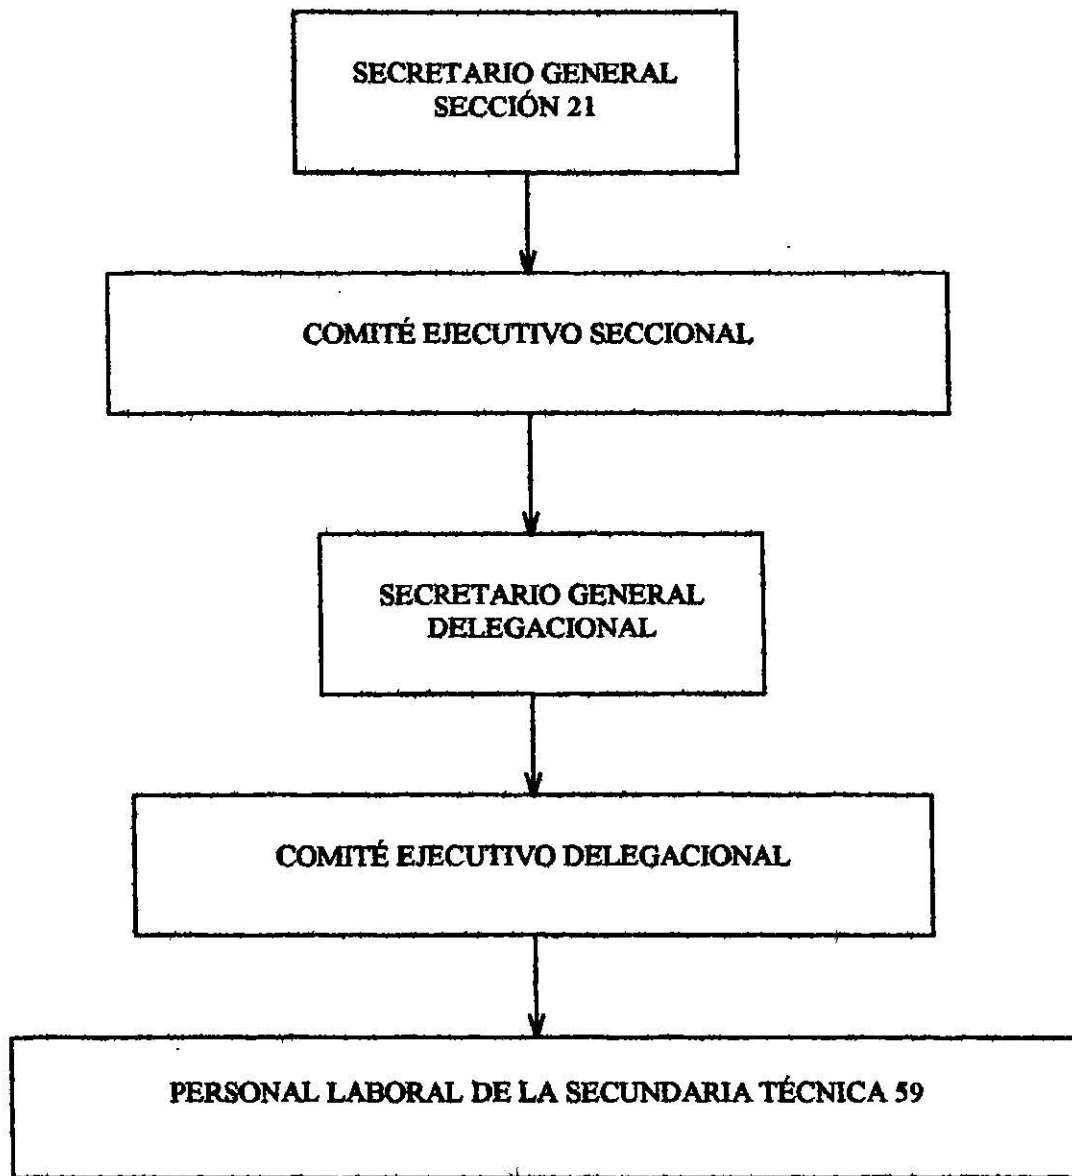 SECRETARIO GENERAL
SECCIÓN 21
COMITÉ EJECUTIVO SECCIONAL
SECRETARIO GENERAL
DELEGACIONAL
COMITÉ EJECUTIVO DELEGACIONAL
PERSONAL LABORAL DE LA SECUNDARIA TÉCNICA 59